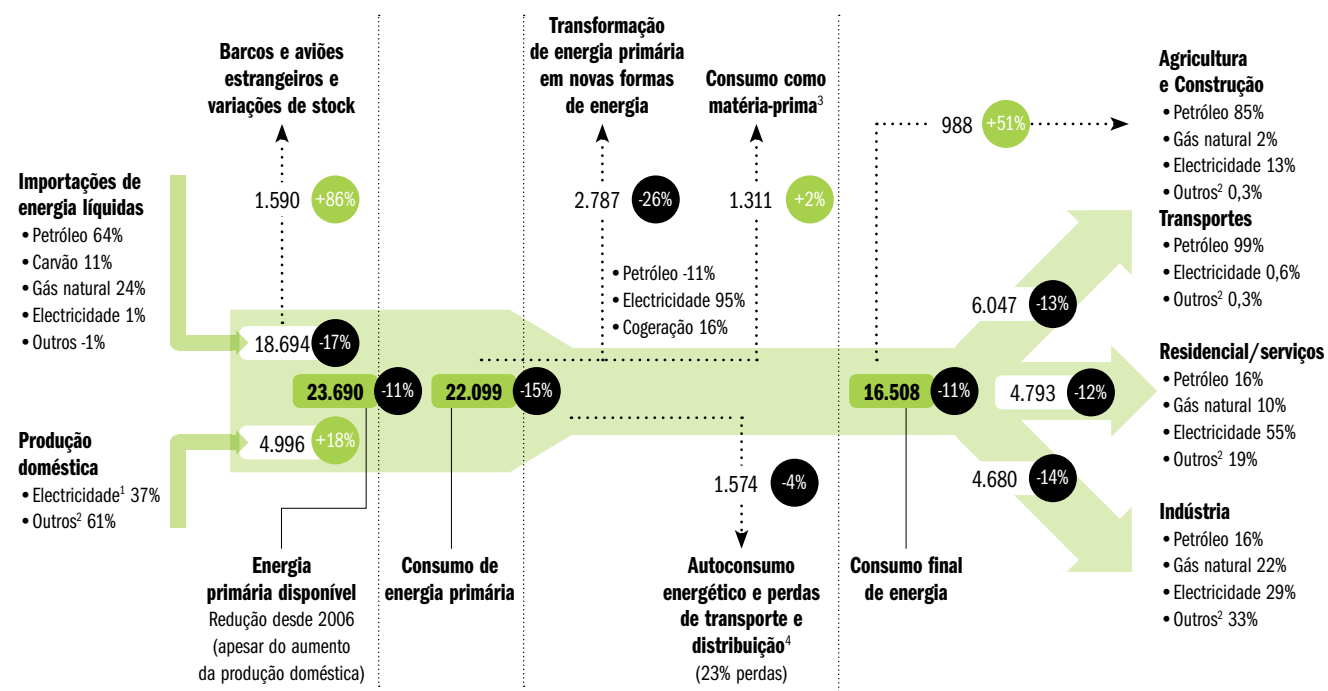 Barcos e aviões
estrangeiros e
variações de stock
1.590 +86%
Transformação
de energia primária
em novas formas
de energia
2.787 -26%
Consumo como
matéria-prima³
1.311 +2%
• Petróleo -11%
• Electricidade 95%
• Cogeração 16%
Importações de
energia líquidas
• Petróleo 64%
• Carvão 11%
• Gás natural 24%
• Electricidade 1%
• Outros -1%
18.694 -17%
23.690 -11%
22.099 -15%
4.996 +18%
Produção
doméstica
• Electricidade¹ 37%
• Outros² 61%
Energia
primária disponível
Redução desde 2006
(apesar do aumento
da produção doméstica)
Consumo de
energia primária
1.574 -4%
Autoconsumo
energético e perdas
de transporte e
distribuição⁴
(23% perdas)
16.508 -11%
Consumo final
de energia
988 +51%
6.047 -13%
4.793 -12%
4.680 -14%
Agricultura
e Construção
• Petróleo 85%
• Gás natural 2%
• Electricidade 13%
• Outros² 0,3%
Transportes
• Petróleo 99%
• Electricidade 0,6%
• Outros² 0,3%
Residencial/serviços
• Petróleo 16%
• Gás natural 10%
• Electricidade 55%
• Outros² 19%
Indústria
• Petróleo 16%
• Gás natural 22%
• Electricidade 29%
• Outros² 33%